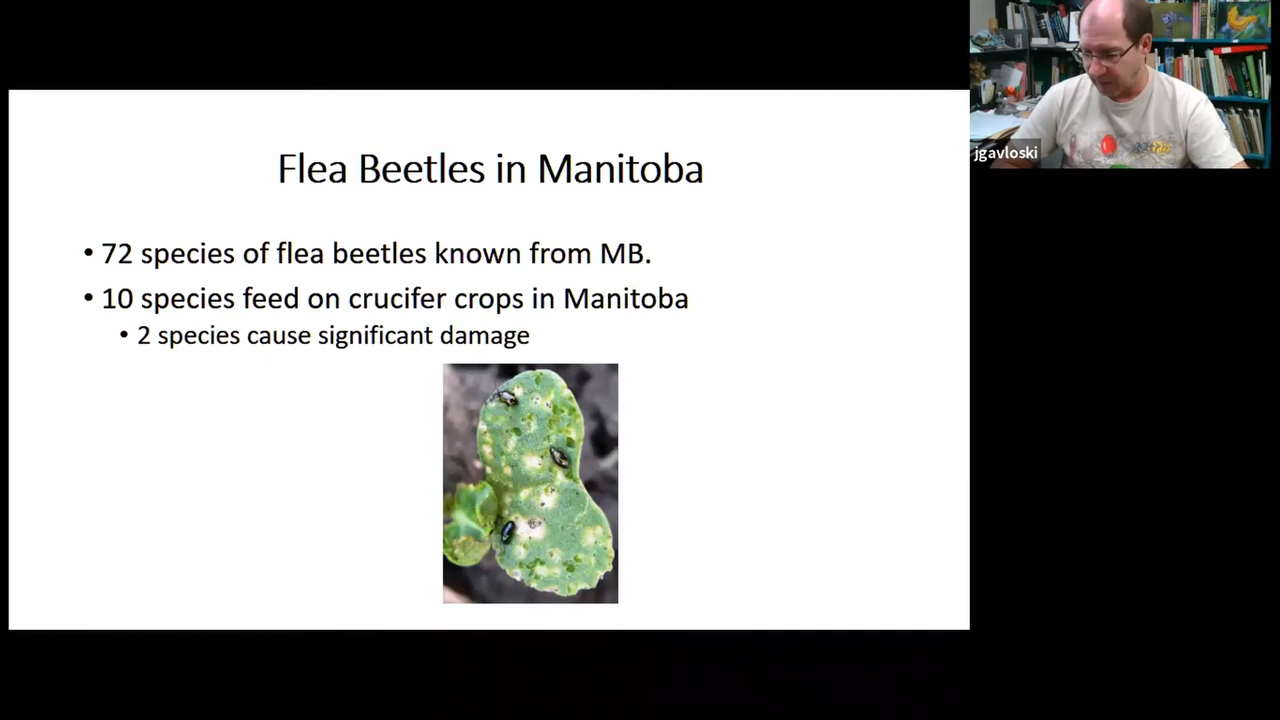 Flea Beetles in Manitoba
• 72 species of flea beetles known from MB.
• 10 species feed on crucifer crops in Manitoba
• 2 species cause significant damage
jgavloski